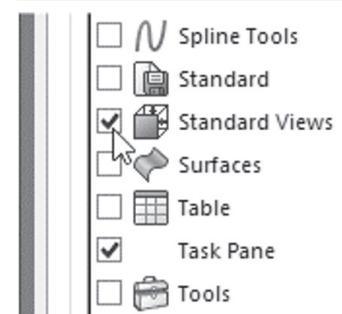 Spline Tools
Standard
Standard Views
Surfaces
Table
Task Pane
Tools